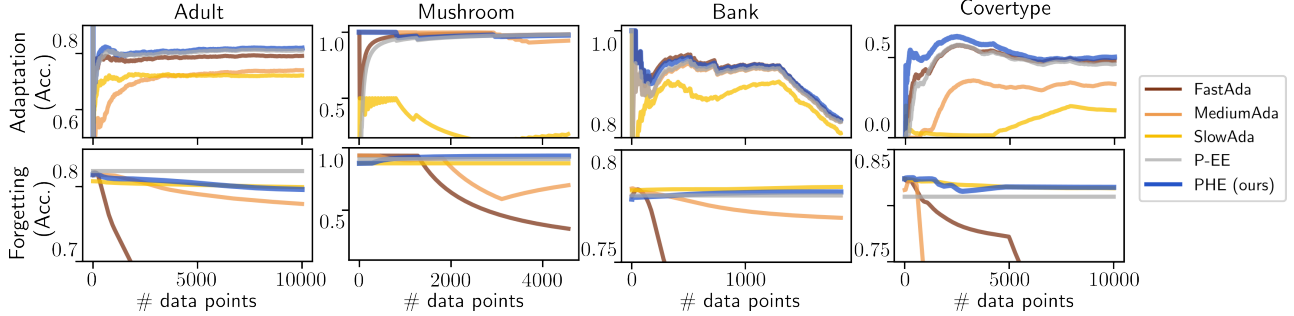 Adult
Mushroom
Bank
Covertype
Adaptation
(Acc.)
0.8
0.6
1.0
0.5
1.0
0.8
0.5
0.0
Forgetting
(Acc.)
0.8
0.7
1.0
0.5
0.8
0.75
0.85
0.75
0
5000
10000
0
2000
4000
0
1000
0
5000
10000
# data points
# data points
# data points
# data points
FastAda
MediumAda
SlowAda
P-EE
PHE (ours)